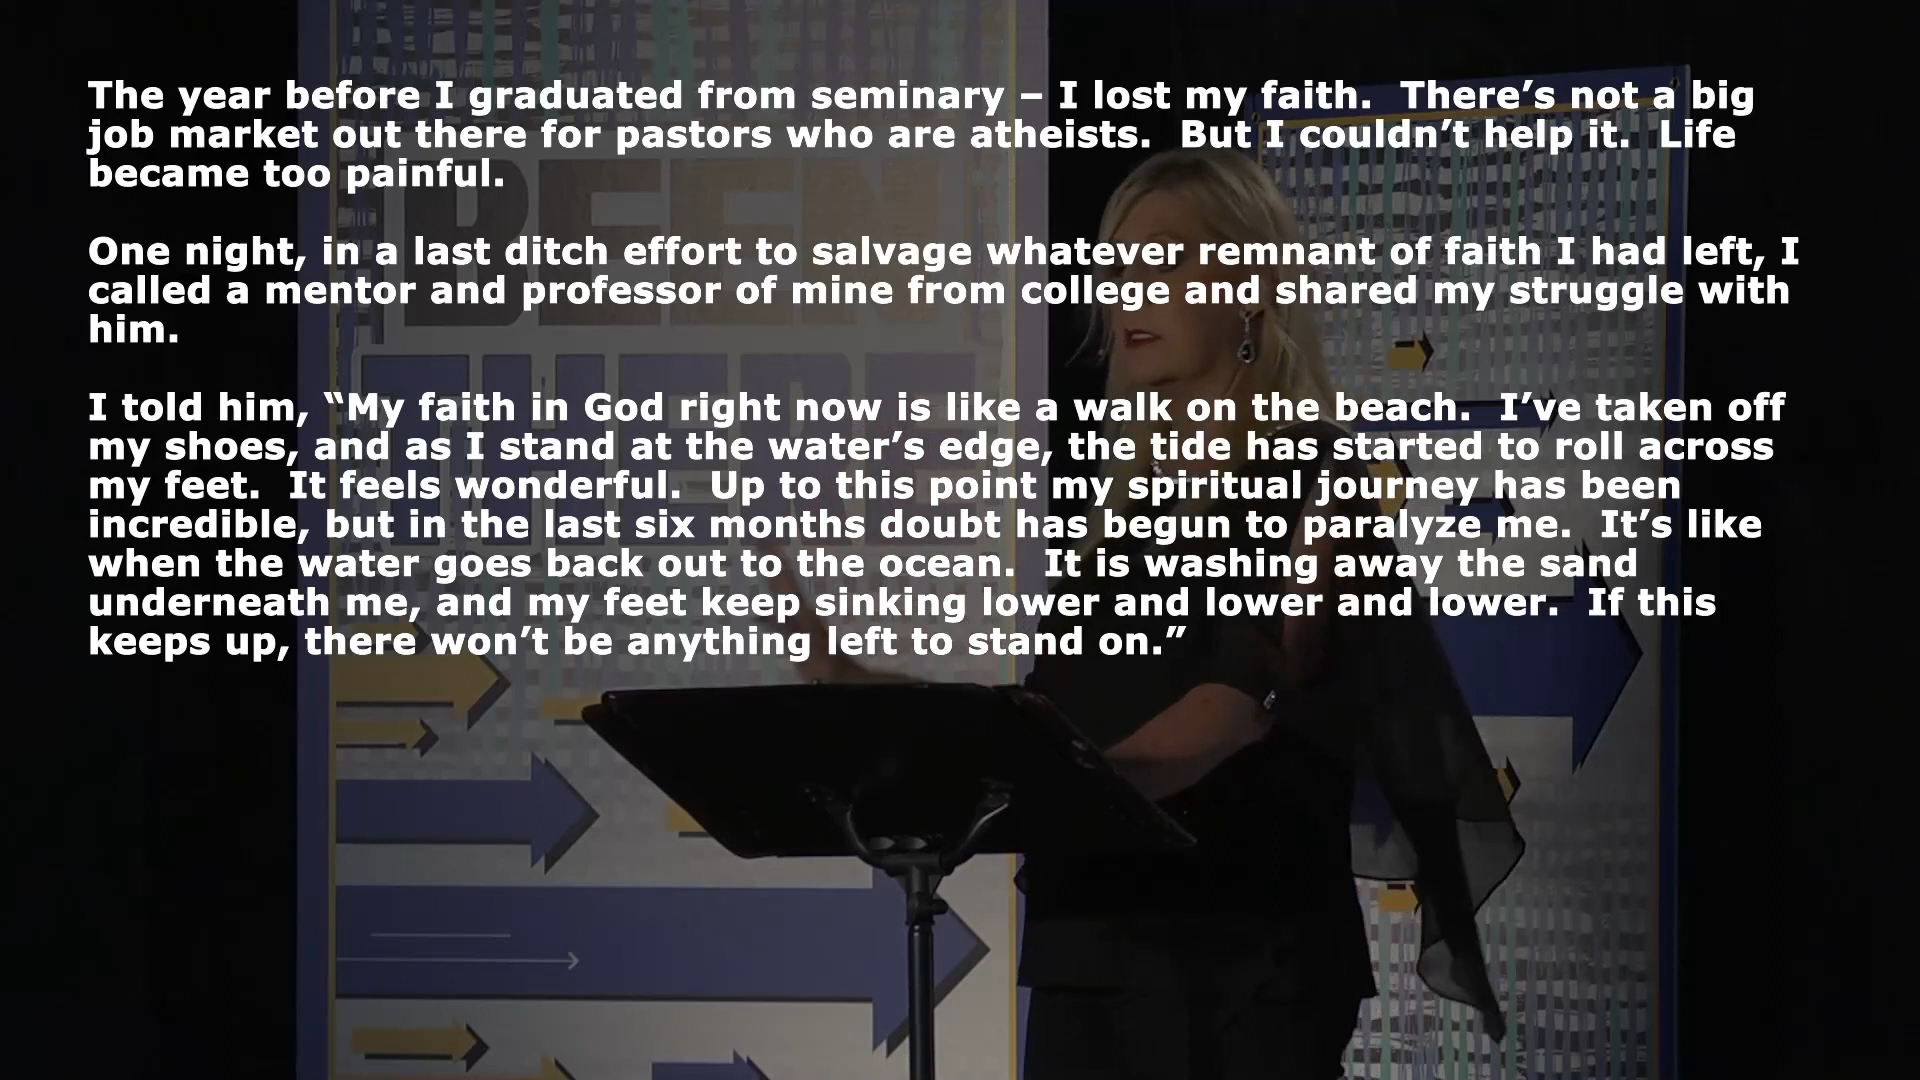 The year before I graduated from seminary – I lost my faith.  There’s not a big
job market out there for pastors who are atheists.  But I couldn’t help it.  Life
became too painful.
One night, in a last ditch effort to salvage whatever remnant of faith I had left, I
called a mentor and professor of mine from college and shared my struggle with
him.
I told him, “My faith in God right now is like a walk on the beach.  I’ve taken off
my shoes, and as I stand at the water’s edge, the tide has started to roll across
my feet.  It feels wonderful.  Up to this point my spiritual journey has been
incredible, but in the last six months doubt has begun to paralyze me.  It’s like
when the water goes back out to the ocean.  It is washing away the sand
underneath me, and my feet keep sinking lower and lower and lower.  If this
keeps up, there won’t be anything left to stand on.”
BEEN
THERE